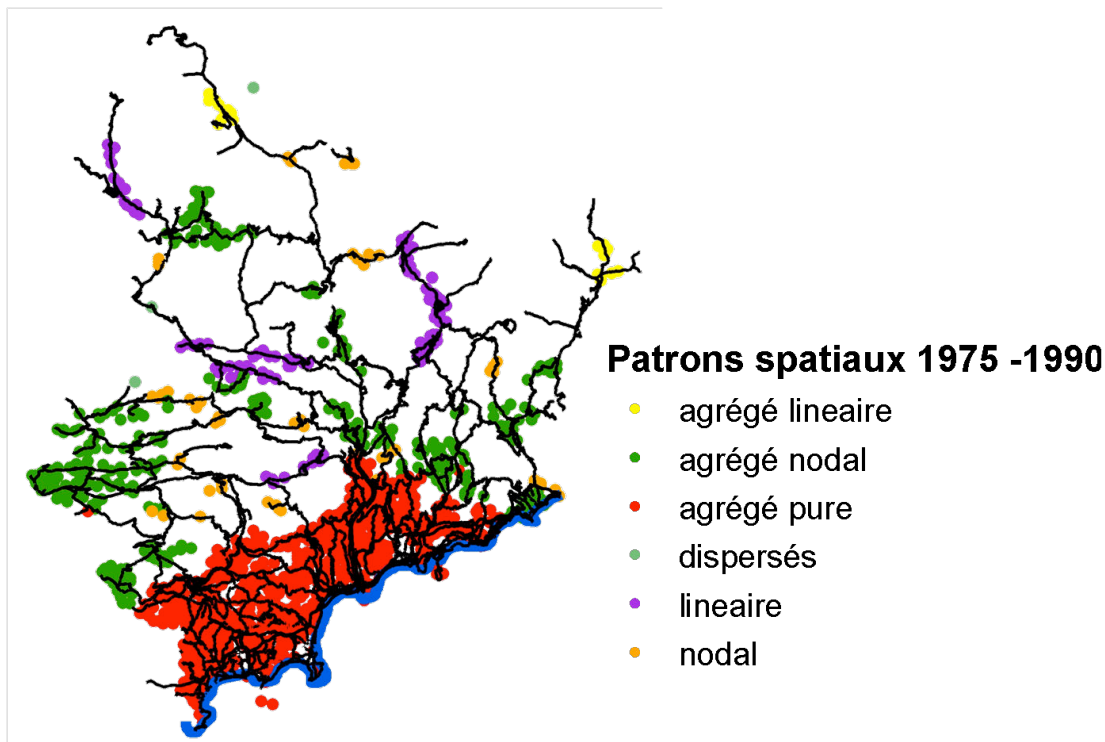 Patrons spatiaux 1975 -1990
agrégé lineaire
agrégé nodal
agrégé pure
dispersés
lineaire
nodal